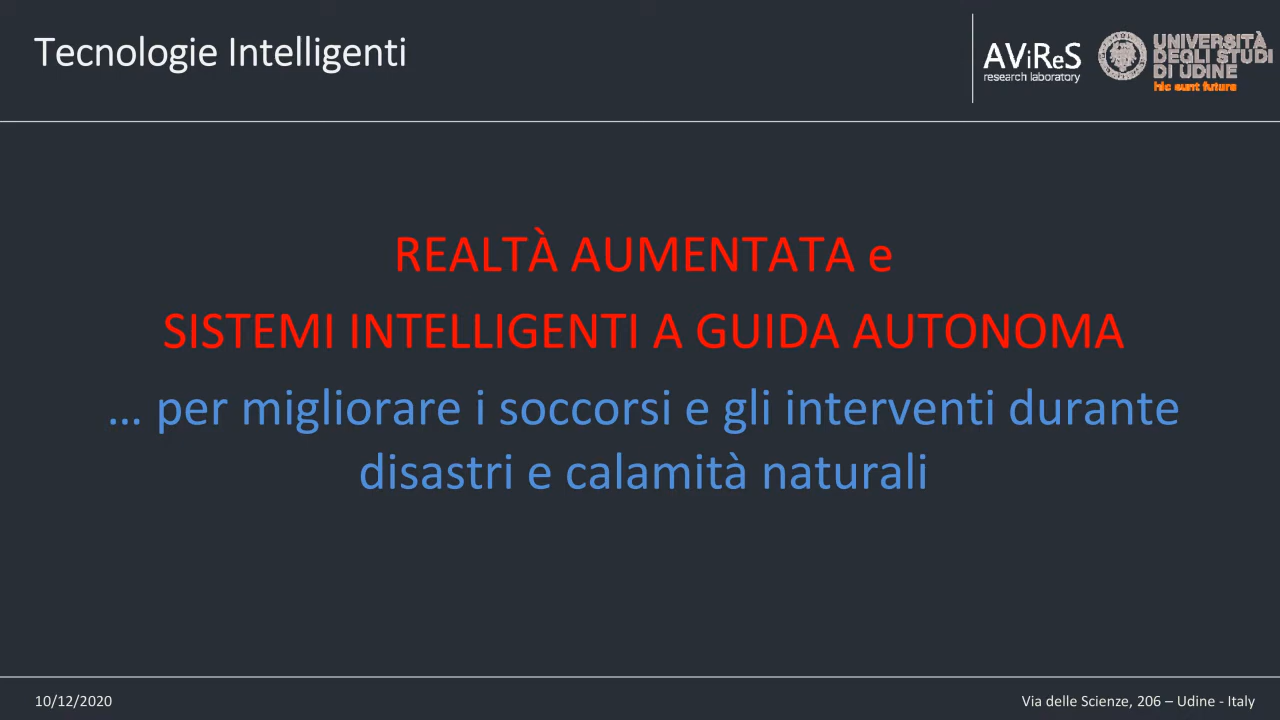 Tecnologie Intelligenti
AViReS
research laboratory
UNIVERSITÀ
DEGLI STUDI
DI UDINE
hic sunt futura
REALTÀ AUMENTATA e
SISTEMI INTELLIGENTI A GUIDA AUTONOMA
... per migliorare i soccorsi e gli interventi durante
disastri e calamità naturali
10/12/2020
Via delle Scienze, 206 – Udine - Italy